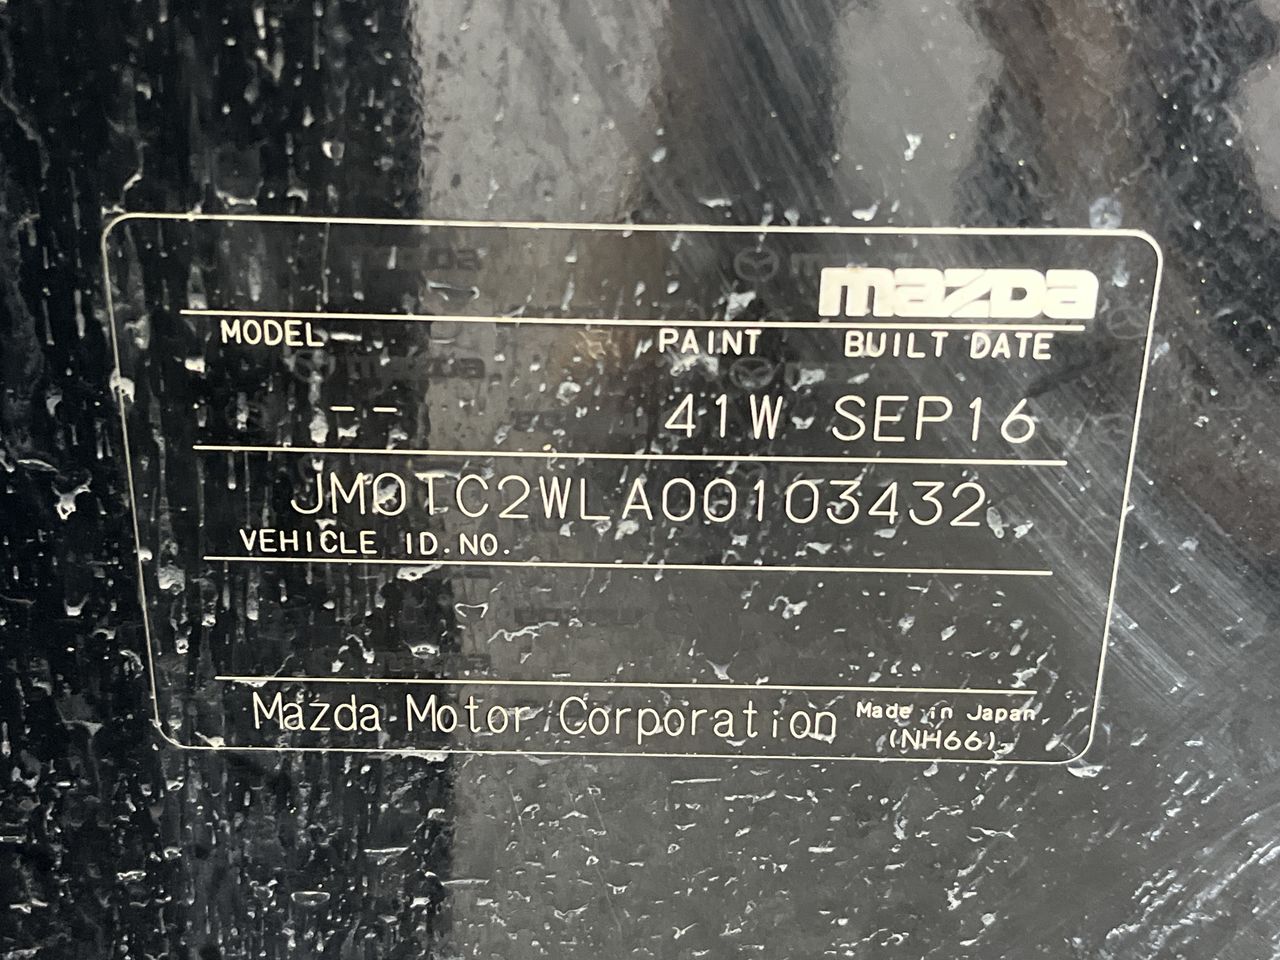 mazda
MODEL PAINT BUILT DATE
-- 41W SEP16
JM0TC2WLA00103432
VEHICLE ID.NO.
Mazda Motor Corporation Made in Japan
(NH66)